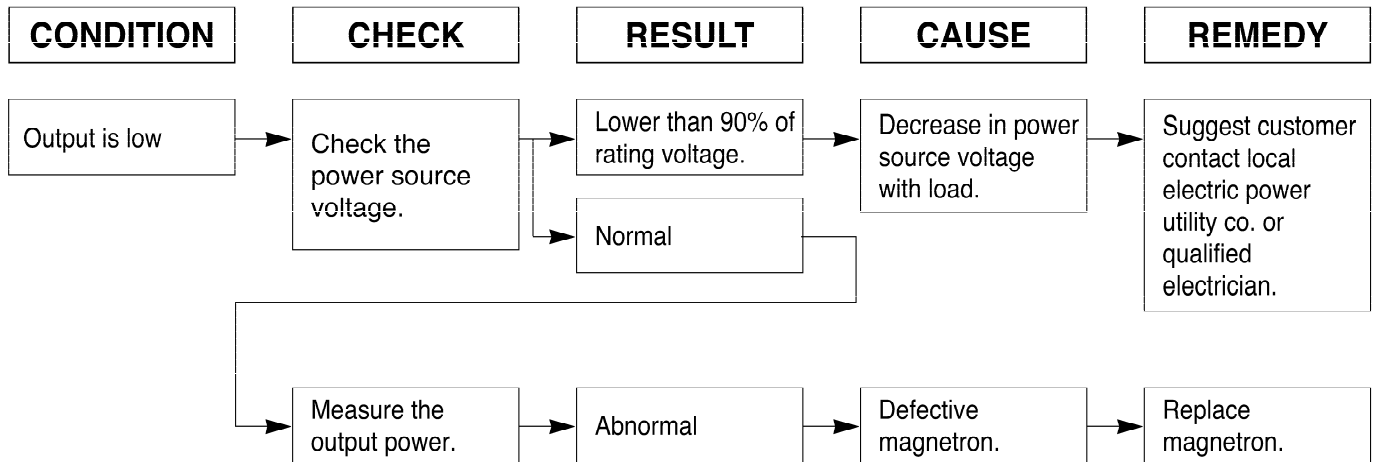 CONDITION
CHECK
RESULT
CAUSE
REMEDY
Output is low
Check the
power source
voltage.
Lower than 90% of
rating voltage.
Decrease in power
source voltage
with load.
Suggest customer
contact local
electric power
utility co. or
qualified
electrician.
Normal
Measure the
output power.
Abnormal
Defective
magnetron.
Replace
magnetron.